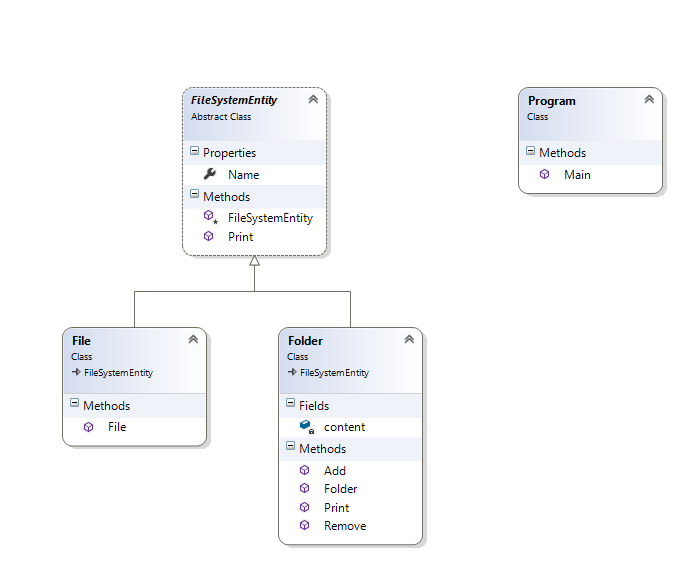 FileSystemEntity
Abstract Class
Properties
Name
Methods
FileSystemEntity
Print
Program
Class
Methods
Main
File
Class
FileSystemEntity
Methods
File
Folder
Class
FileSystemEntity
Fields
content
Methods
Add
Folder
Print
Remove